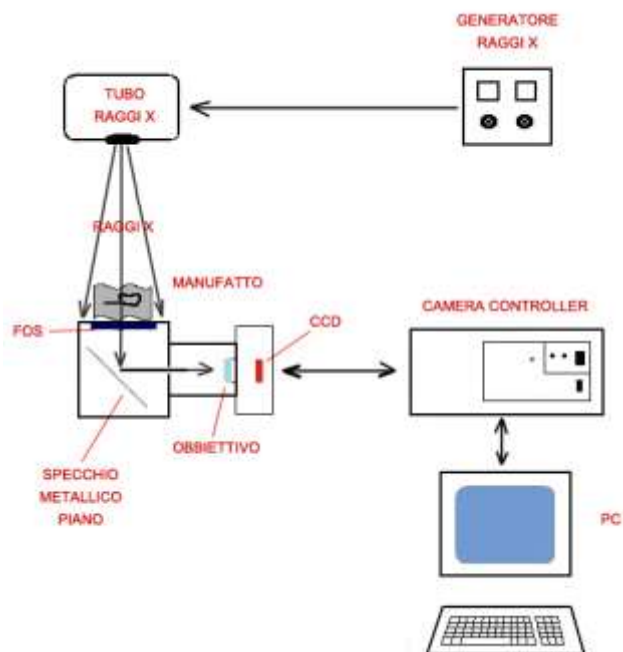 GENERATORE
RAGGI X
TUBO
RAGGI X
RAGGI X
MANUFATTO
FOS
CCD
CAMERA CONTROLLER
OBBIETTIVO
SPECCHIO
METALLICO
PIANO
PC